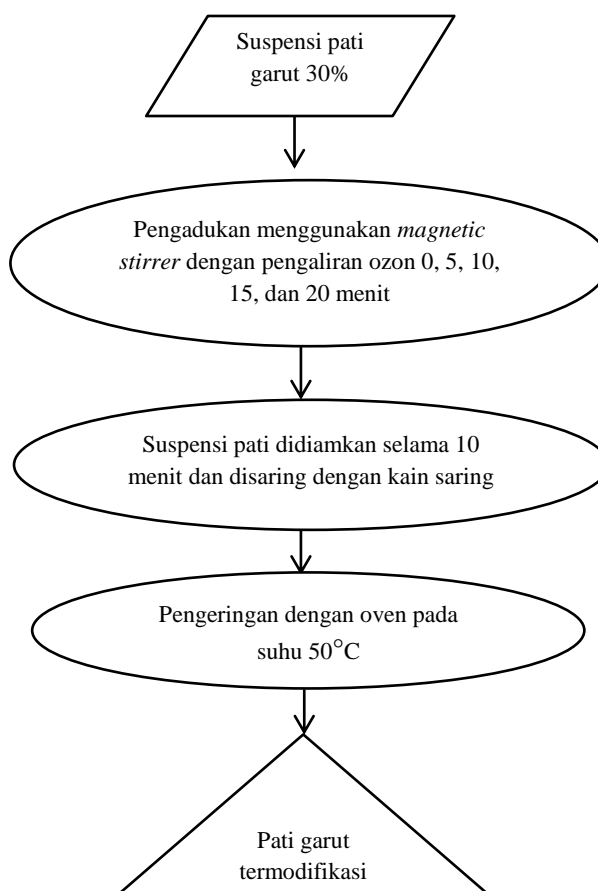 Suspensi pati
garut 30%
Pengadukan menggunakan magnetic
stirrer dengan pengaliran ozon 0, 5, 10,
15, dan 20 menit
Suspensi pati didiamkan selama 10
menit dan disaring dengan kain saring
Pengeringan dengan oven pada
suhu 50°C
Pati garut
termodifikasi